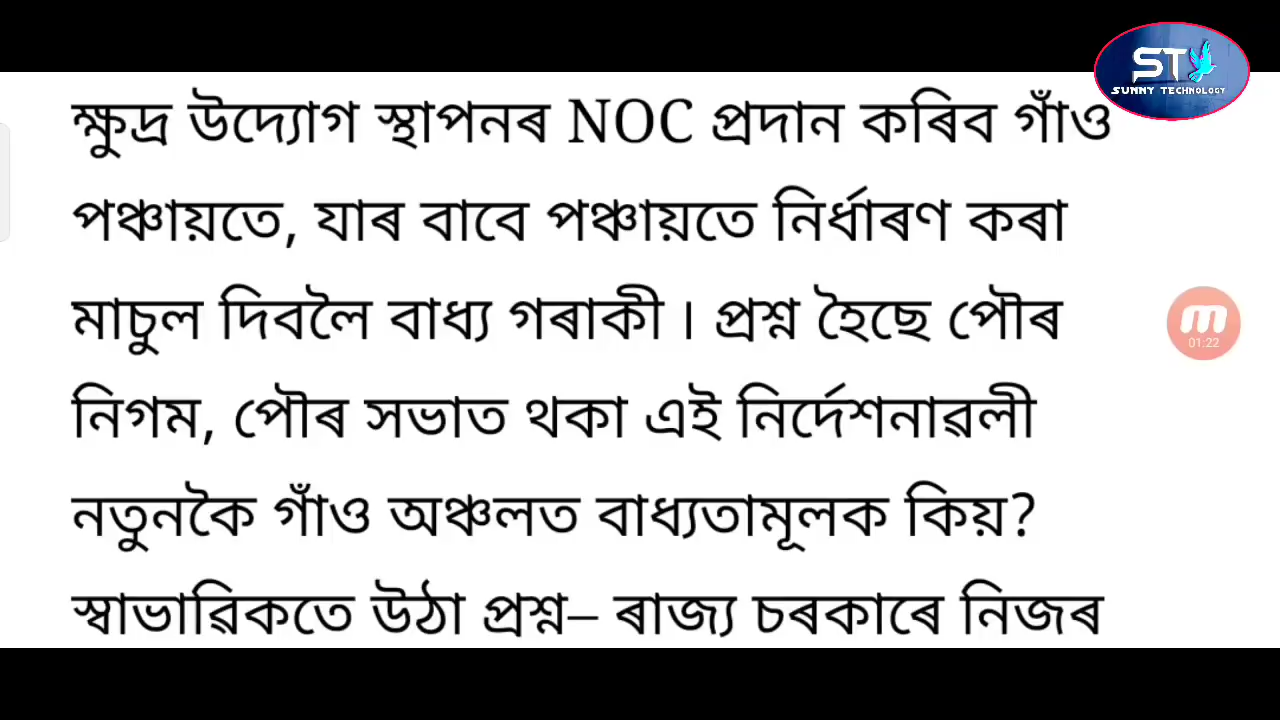 ST
SUNNY TECHNOLOGY
ক্ষুদ্ৰ উদ্যোগ স্থাপনৰ NOC প্ৰদান কৰিব গাঁও
পঞ্চায়তে, যাৰ বাবে পঞ্চায়তে নিৰ্ধাৰণ কৰা
মাচুল দিবলৈ বাধ্য গৰাকী । প্ৰশ্ন হৈছে পৌৰ
01:22
নিগম, পৌৰ সভাত থকা এই নিৰ্দেশনাৱলী
নতুনকৈ গাঁও অঞ্চলত বাধ্যতামূলক কিয়?
স্বাভাৱিকতে উঠা প্ৰশ্ন– ৰাজ্য চৰকাৰে নিজৰ